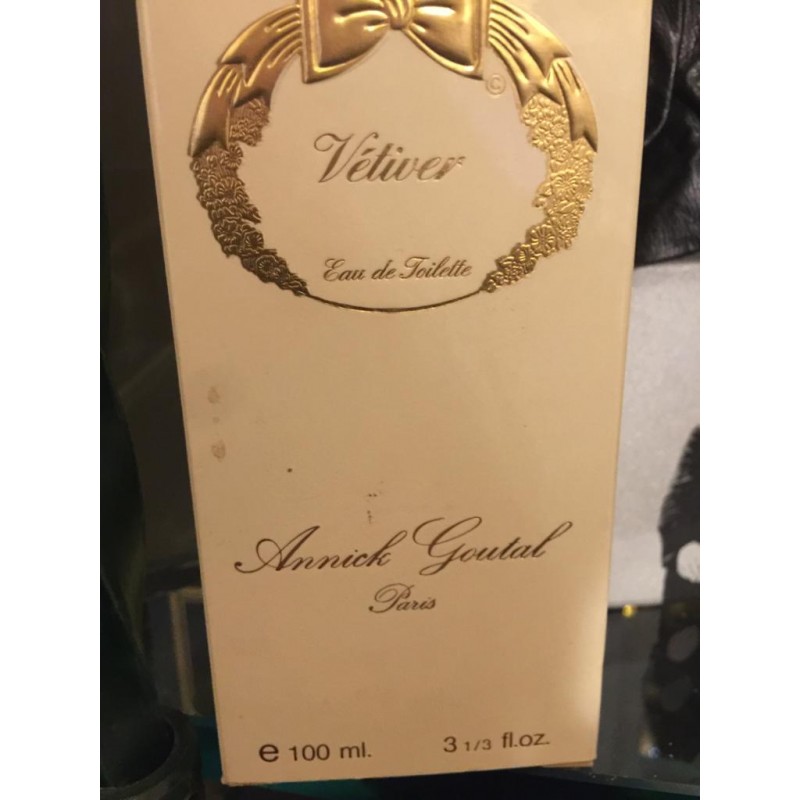 ©
Vétiver
Eau de Toilette
Annick Goutal
Paris
e 100 ml. 3 1/3 fl.oz.